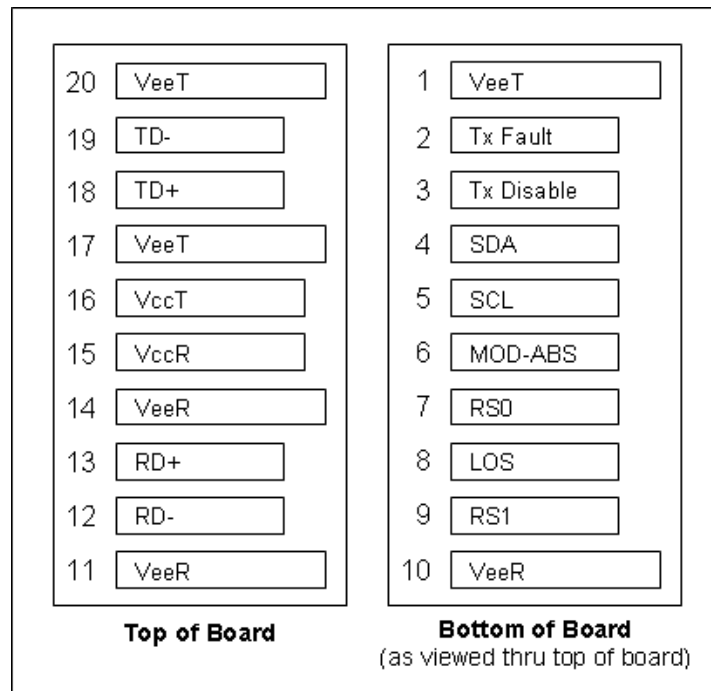 20 VeeT
19 TD-
18 TD+
17 VeeT
16 VccT
15 VccR
14 VeeR
13 RD+
12 RD-
11 VeeR
Top of Board
1 VeeT
2 Tx Fault
3 Tx Disable
4 SDA
5 SCL
6 MOD-ABS
7 RS0
8 LOS
9 RS1
10 VeeR
Bottom of Board
(as viewed thru top of board)